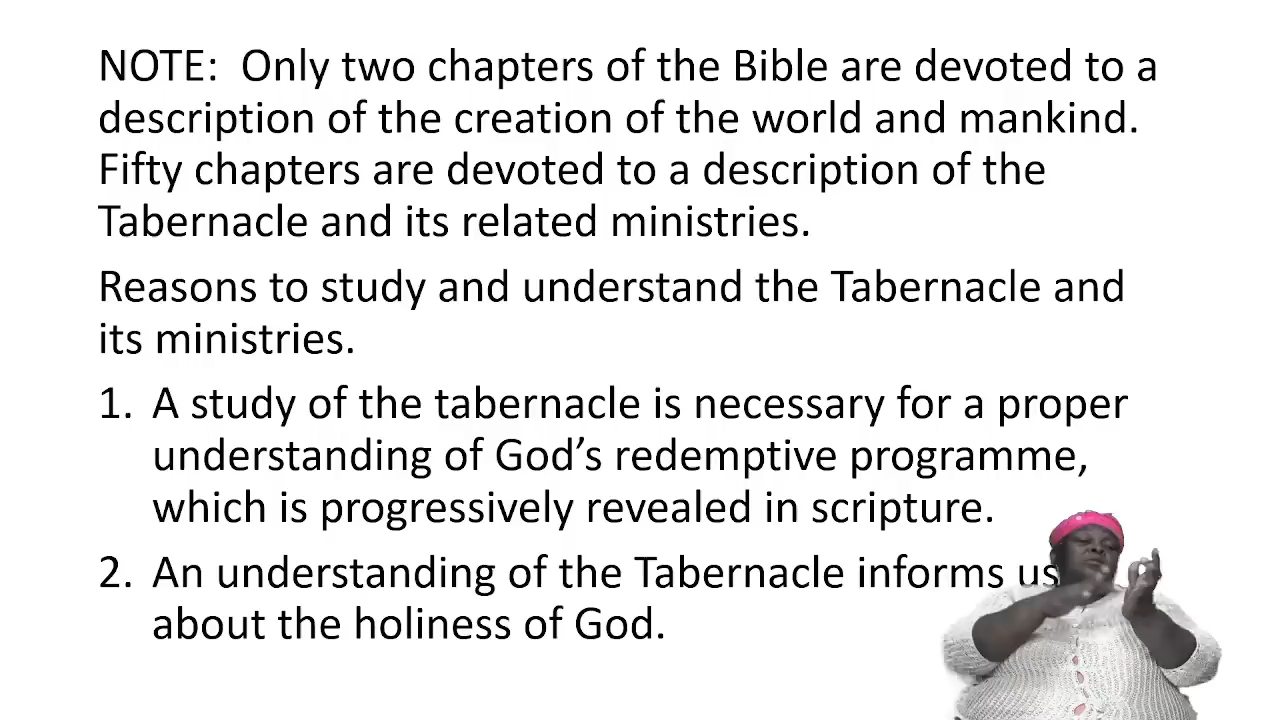 NOTE:  Only two chapters of the Bible are devoted to a
description of the creation of the world and mankind.
Fifty chapters are devoted to a description of the
Tabernacle and its related ministries.
Reasons to study and understand the Tabernacle and
its ministries.
1. A study of the tabernacle is necessary for a proper
understanding of God’s redemptive programme,
which is progressively revealed in scripture.
2. An understanding of the Tabernacle informs us
about the holiness of God.